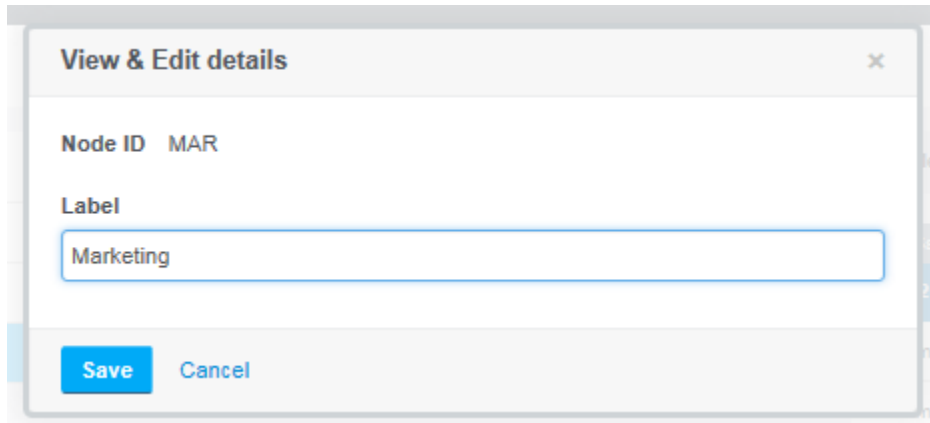 View & Edit details ×
Node ID MAR
Label
Marketing
Save Cancel